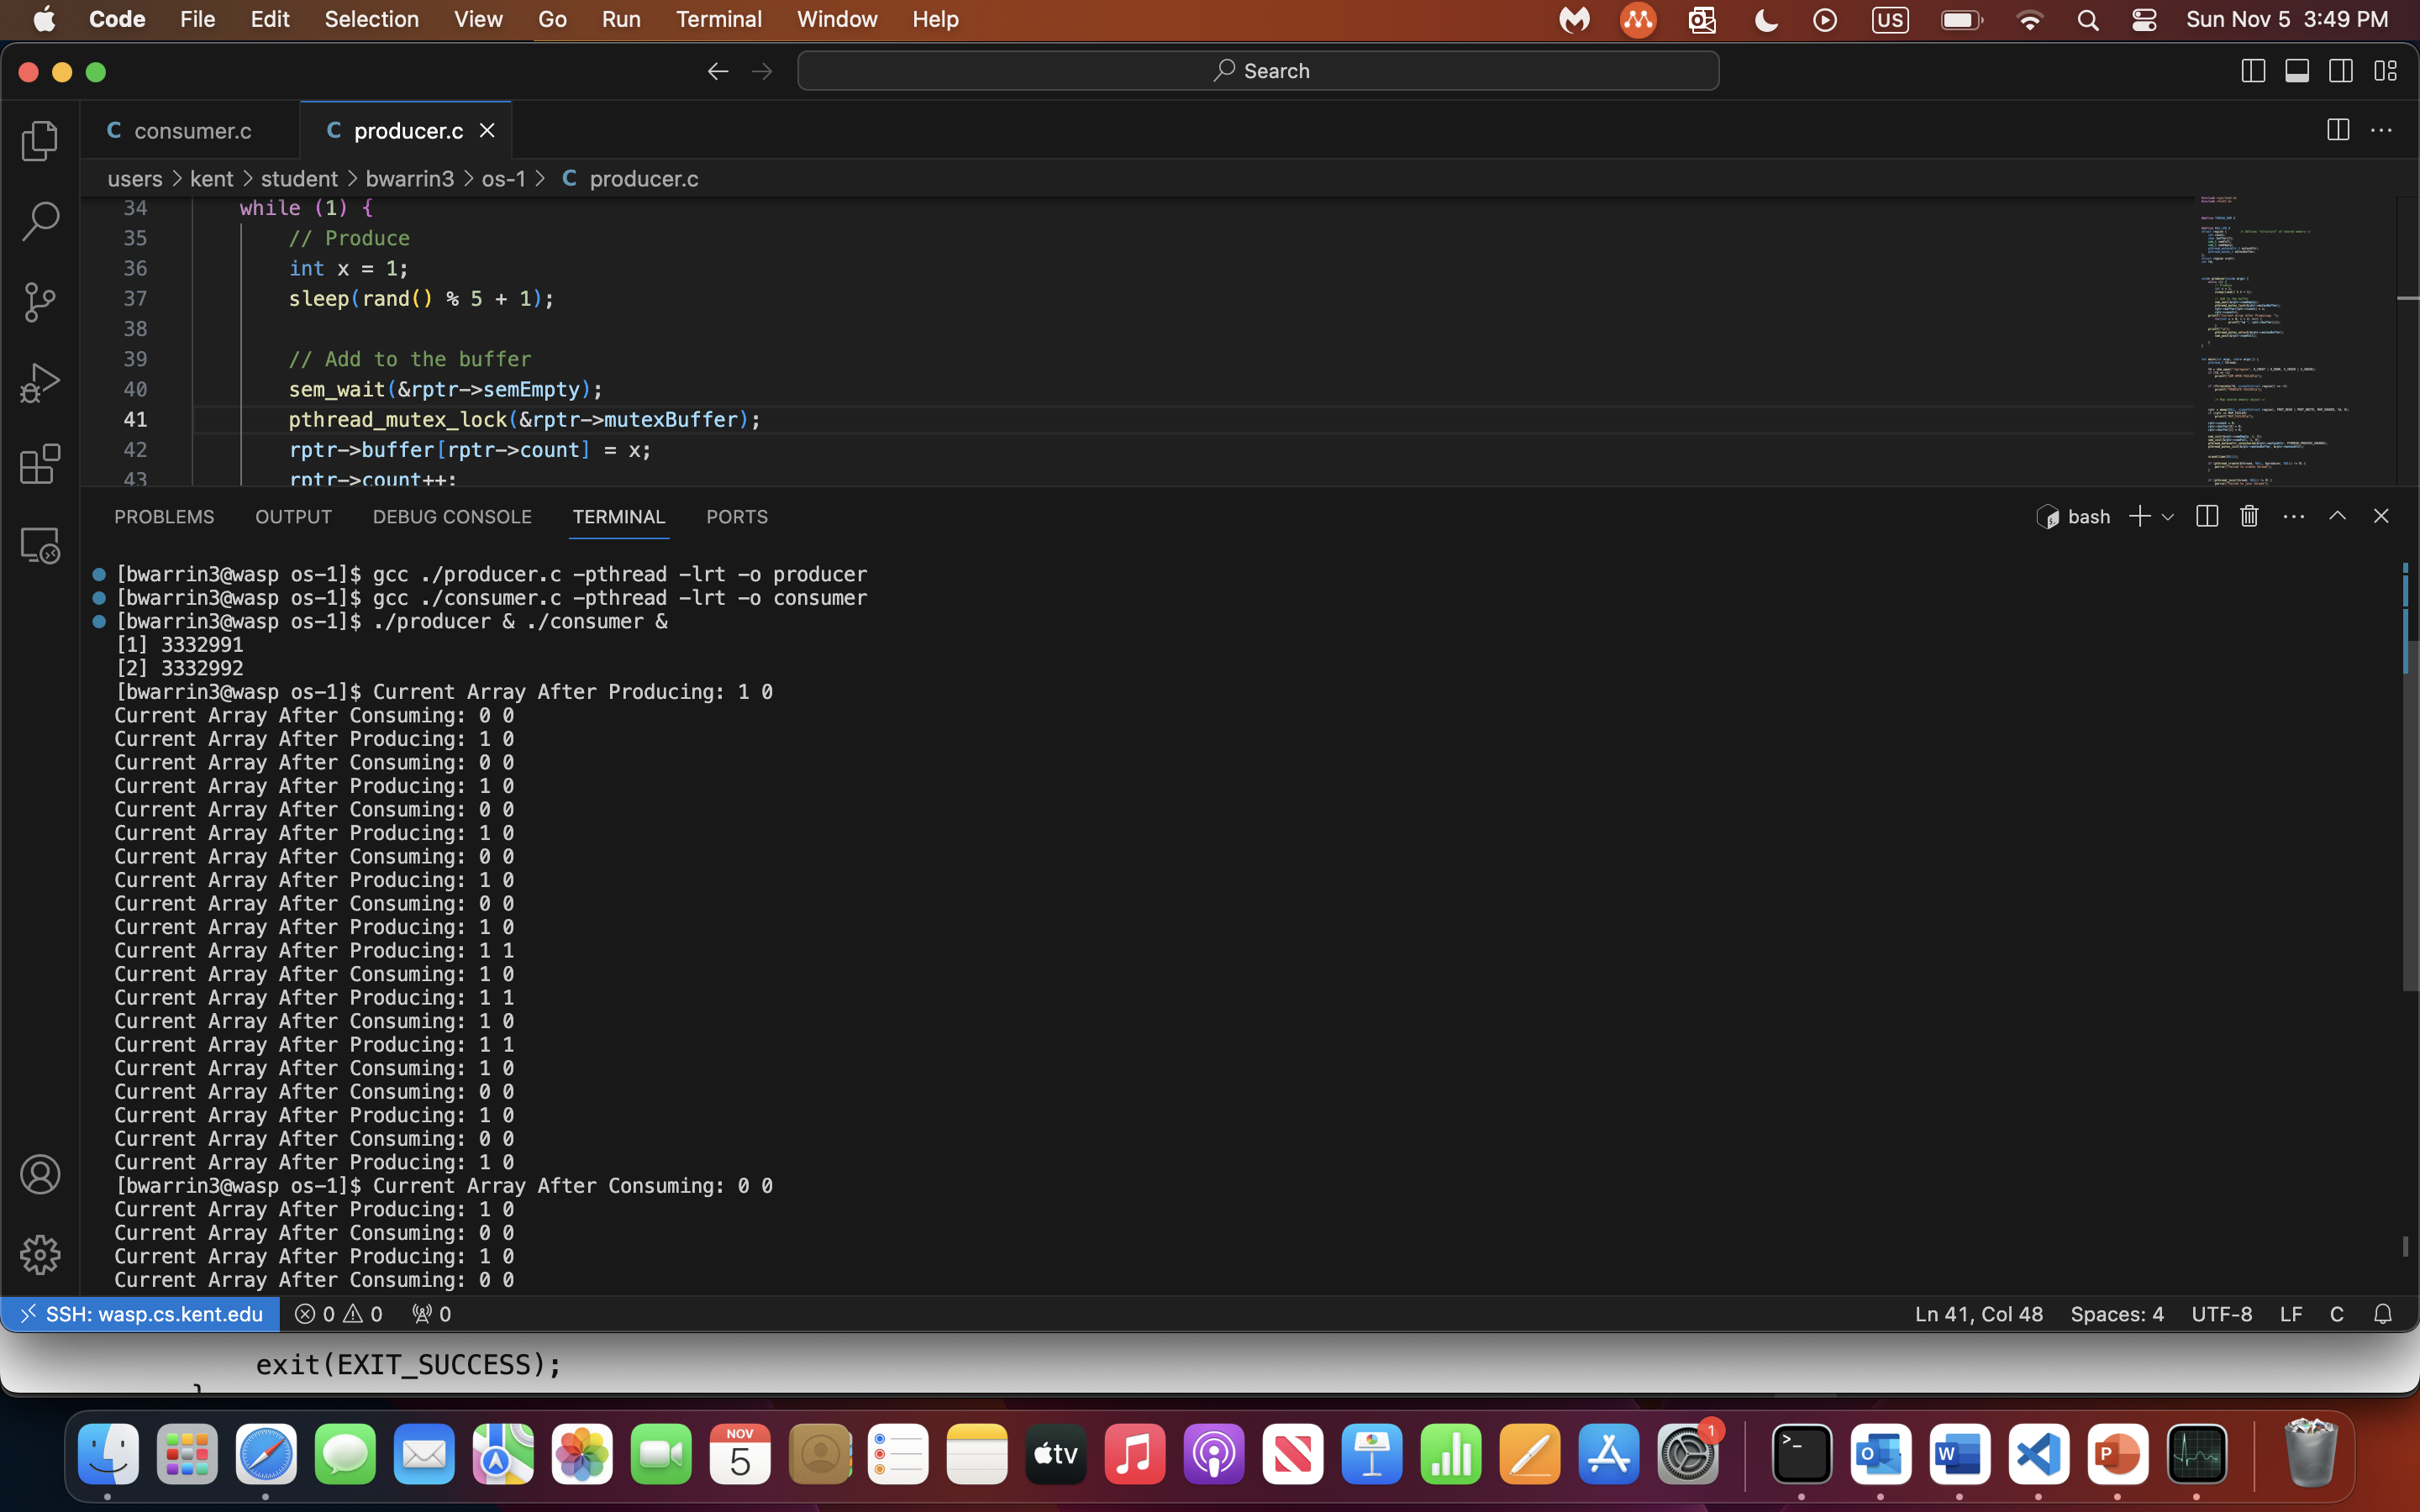 Code File Edit Selection View Go Run Terminal Window Help US Sun Nov 5 3:49 PM
Search
C consumer.c C producer.c
users > kent > student > bwarrin3 > os-1 > C producer.c
34 while (1) {
35 // Produce
36 int x = 1;
37 sleep(rand() % 5 + 1);
38
39 // Add to the buffer
40 sem_wait(&rptr->semEmpty);
41 pthread_mutex_lock(&rptr->mutexBuffer);
42 rptr->buffer[rptr->count] = x;
43 rptr->count++;
PROBLEMS OUTPUT DEBUG CONSOLE TERMINAL PORTS bash
[bwarrin3@wasp os-1]$ gcc ./producer.c -pthread -lrt -o producer
[bwarrin3@wasp os-1]$ gcc ./consumer.c -pthread -lrt -o consumer
[bwarrin3@wasp os-1]$ ./producer & ./consumer &
[1] 3332991
[2] 3332992
[bwarrin3@wasp os-1]$ Current Array After Producing: 1 0
Current Array After Consuming: 0 0
Current Array After Producing: 1 0
Current Array After Consuming: 0 0
Current Array After Producing: 1 0
Current Array After Consuming: 0 0
Current Array After Producing: 1 0
Current Array After Consuming: 0 0
Current Array After Producing: 1 0
Current Array After Consuming: 0 0
Current Array After Producing: 1 0
Current Array After Producing: 1 1
Current Array After Consuming: 1 0
Current Array After Producing: 1 1
Current Array After Consuming: 1 0
Current Array After Producing: 1 1
Current Array After Consuming: 1 0
Current Array After Consuming: 0 0
Current Array After Producing: 1 0
Current Array After Consuming: 0 0
Current Array After Producing: 1 0
[bwarrin3@wasp os-1]$ Current Array After Consuming: 0 0
Current Array After Producing: 1 0
Current Array After Consuming: 0 0
Current Array After Producing: 1 0
Current Array After Consuming: 0 0
SSH: wasp.cs.kent.edu 0 0 0 Ln 41, Col 48 Spaces: 4 UTF-8 LF C
exit(EXIT_SUCCESS);
NOV
5
tv
1
>_
O
W
P